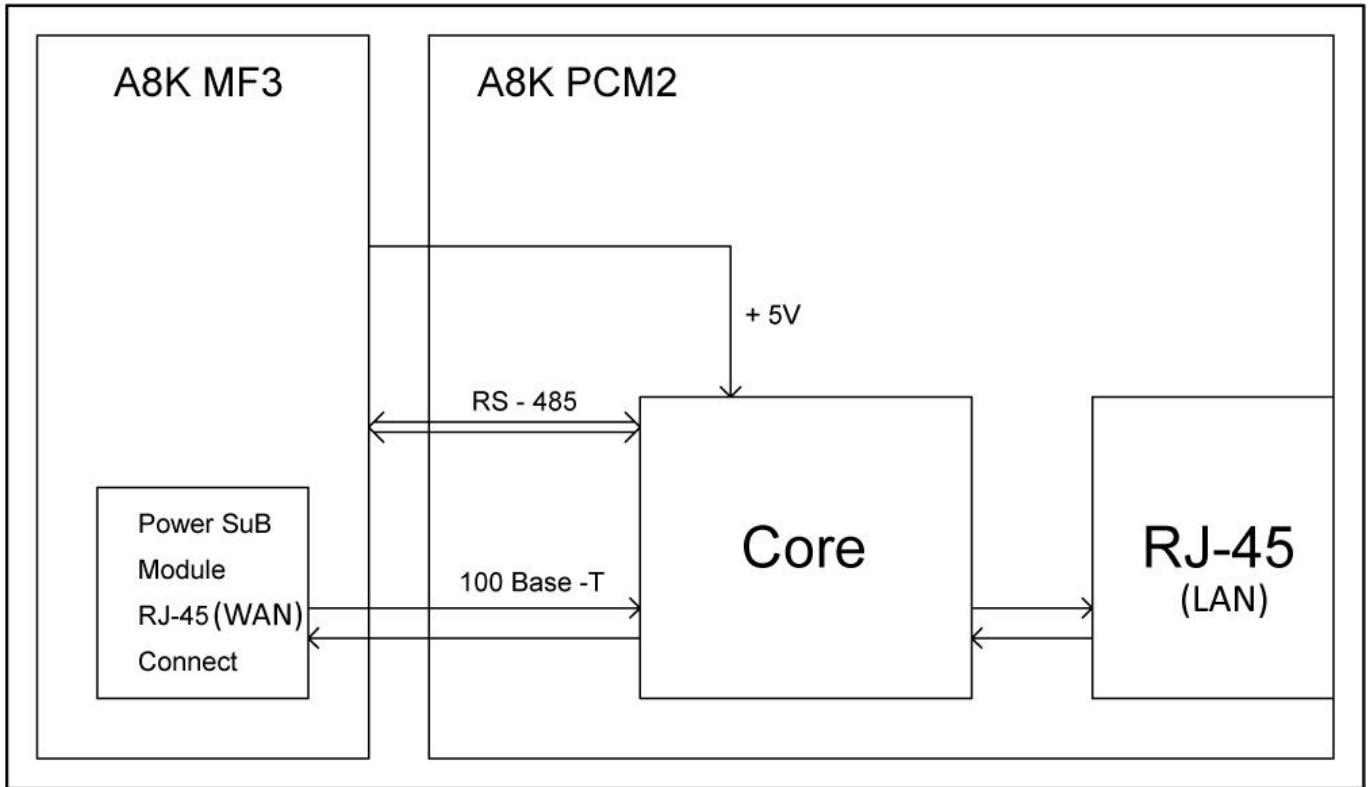 A8K MF3
A8K PCM2
+ 5V
RS - 485
Power SuB
Module
RJ-45 (WAN)
Connect
100 Base -T
Core
RJ-45
(LAN)